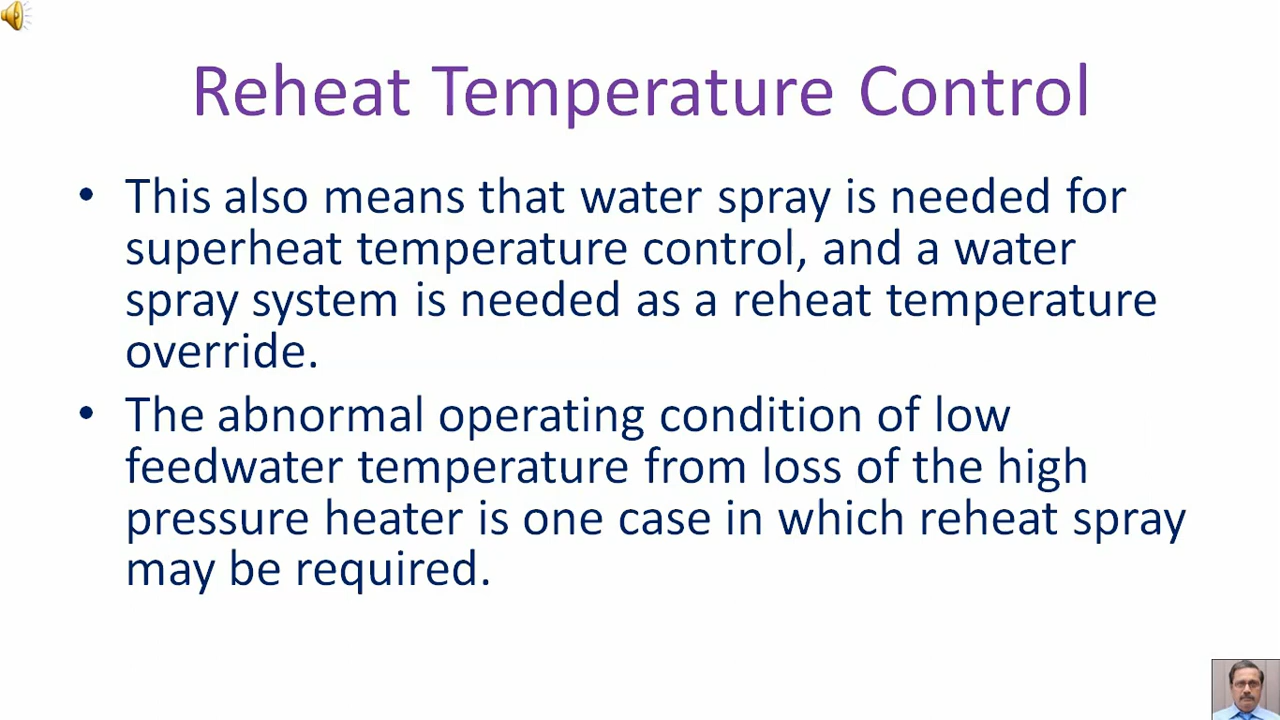 Reheat Temperature Control
• This also means that water spray is needed for
superheat temperature control, and a water
spray system is needed as a reheat temperature
override.
• The abnormal operating condition of low
feedwater temperature from loss of the high
pressure heater is one case in which reheat spray
may be required.